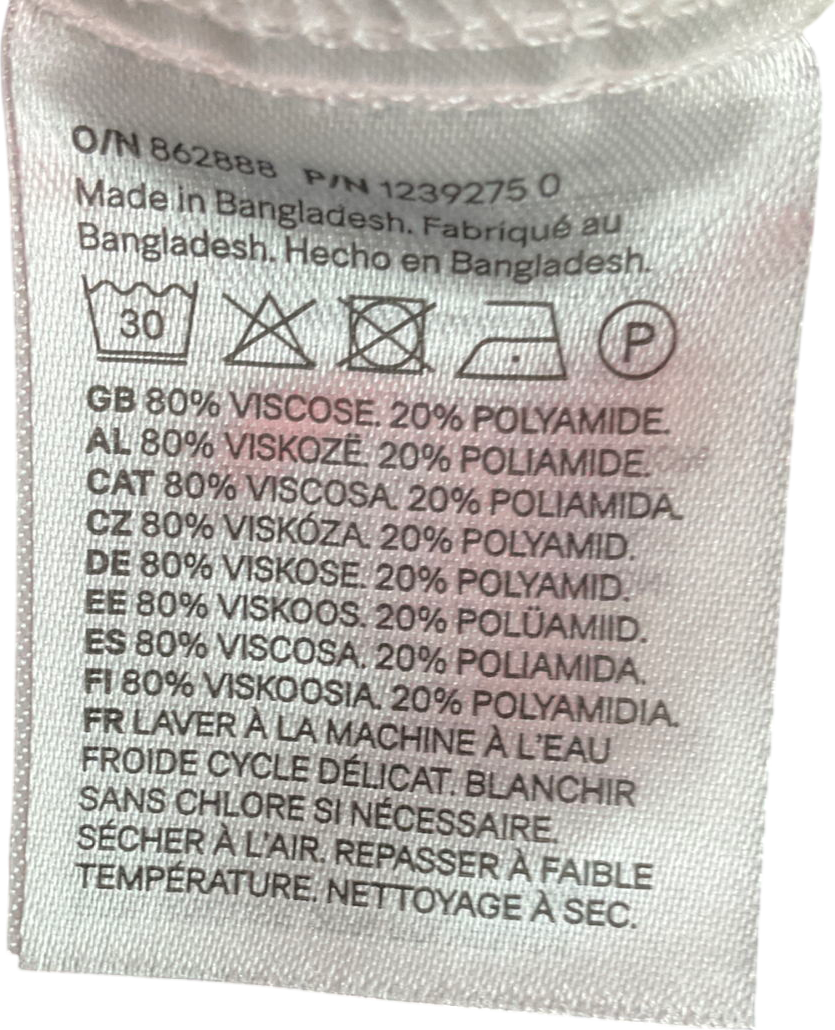 O/N 862888 P/N 1239275 0
Made in Bangladesh. Fabriqué au
Bangladesh. Hecho en Bangladesh.
30 P
GB 80% VISCOSE. 20% POLYAMIDE.
AL 80% VISKOZË. 20% POLIAMIDE.
CAT 80% VISCOSA. 20% POLIAMIDA.
CZ 80% VISKÓZA. 20% POLYAMID.
DE 80% VISKOSE. 20% POLYAMID.
EE 80% VISKOOS. 20% POLÜAMIID.
ES 80% VISCOSA. 20% POLIAMIDA.
FI 80% VISKOOSIA. 20% POLYAMIDIA.
FR LAVER À LA MACHINE À L'EAU
FROIDE CYCLE DÉLICAT. BLANCHIR
SANS CHLORE SI NÉCESSAIRE.
SÉCHER À L'AIR. REPASSER À FAIBLE
TEMPÉRATURE. NETTOYAGE À SEC.